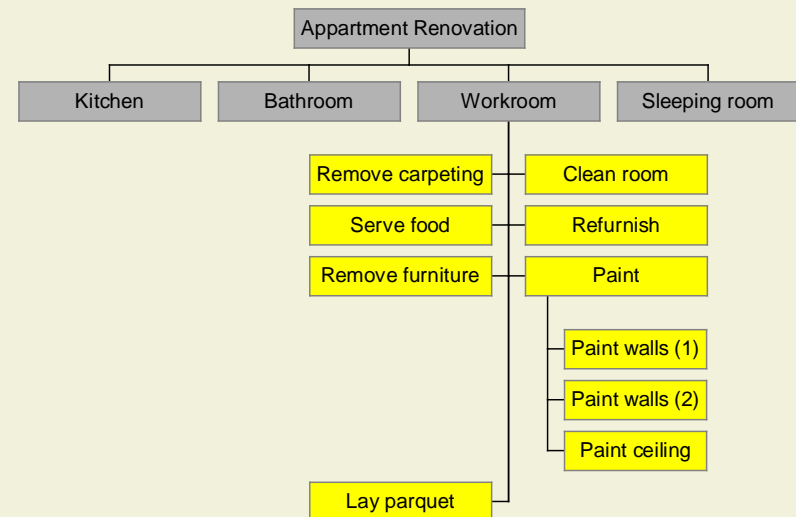 Appartment Renovation
Kitchen
Bathroom
Workroom
Sleeping room
Remove carpeting
Clean room
Serve food
Refurnish
Remove furniture
Paint
Paint walls (1)
Paint walls (2)
Paint ceiling
Lay parquet